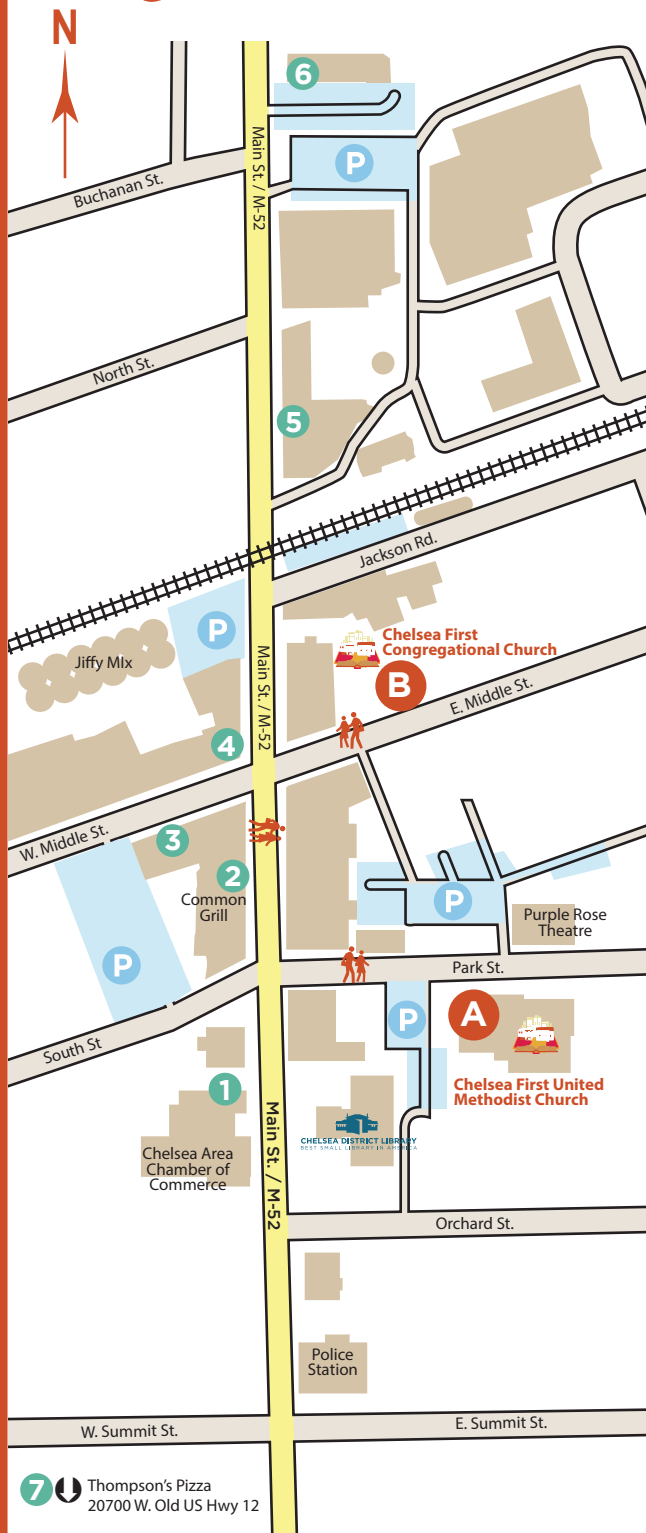 N
6
Main St. / M-52
P
Buchanan St.
North St.
5
Jackson Rd.
P
Jiffy MIx
Main St. / M-52
Chelsea First
Congregational Church
B
E. Middle St.
4
W. Middle St.
3
2
Common
Grill
P
P
Purple Rose
Theatre
Park St.
South St
P
A
Chelsea First United
Methodist Church
1
Main St. / M-52
CHELSEA DISTRICT LIBRARY
BEST SMALL LIBRARY IN AMERICA
Chelsea Area
Chamber of
Commerce
Orchard St.
Police
Station
W. Summit St.
E. Summit St.
7
Thompson's Pizza
20700 W. Old US Hwy 12